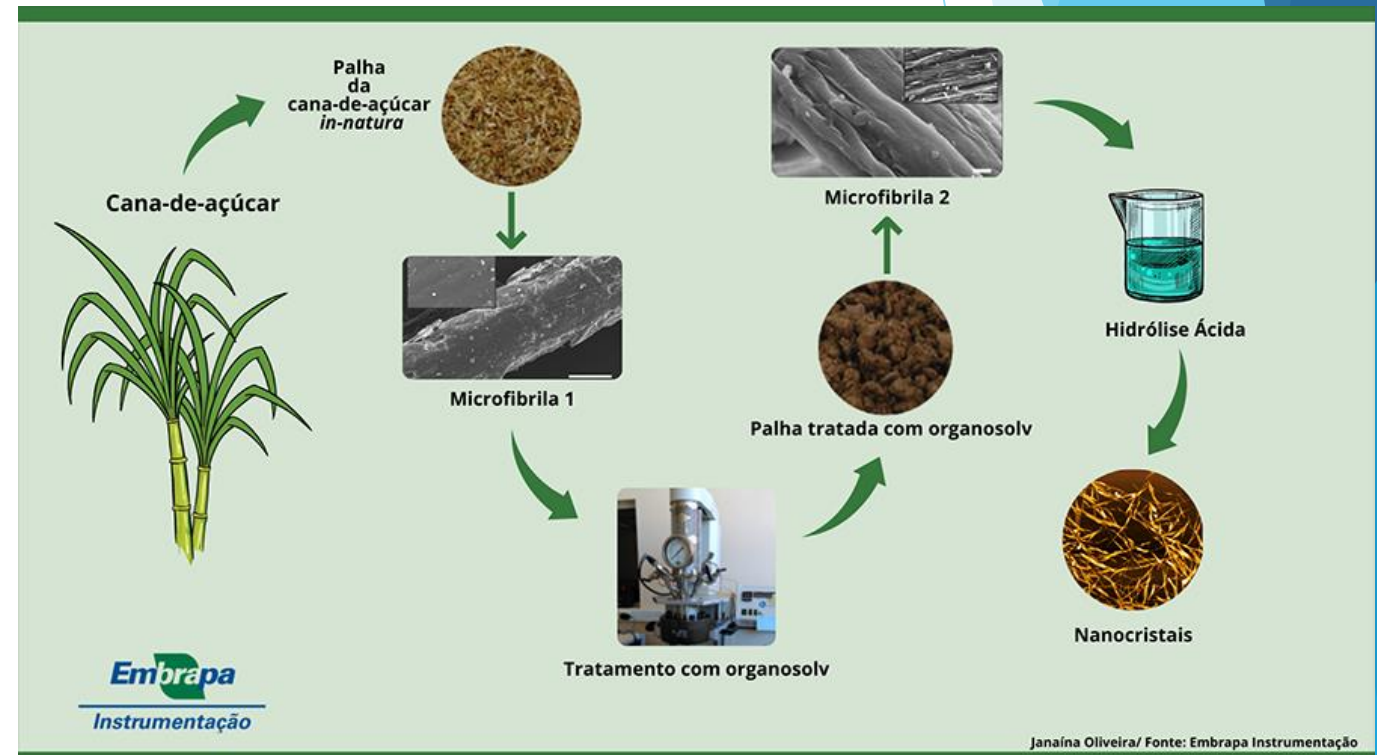 Palha
da
cana-de-açúcar
in-natura
Cana-de-açúcar
Microfibrila 1
Tratamento com organosolv
Palha tratada com organosolv
Microfibrila 2
Hidrólise Ácida
Nanocristais
Embrapa
Instrumentação
Janaína Oliveira/ Fonte: Embrapa Instrumentação